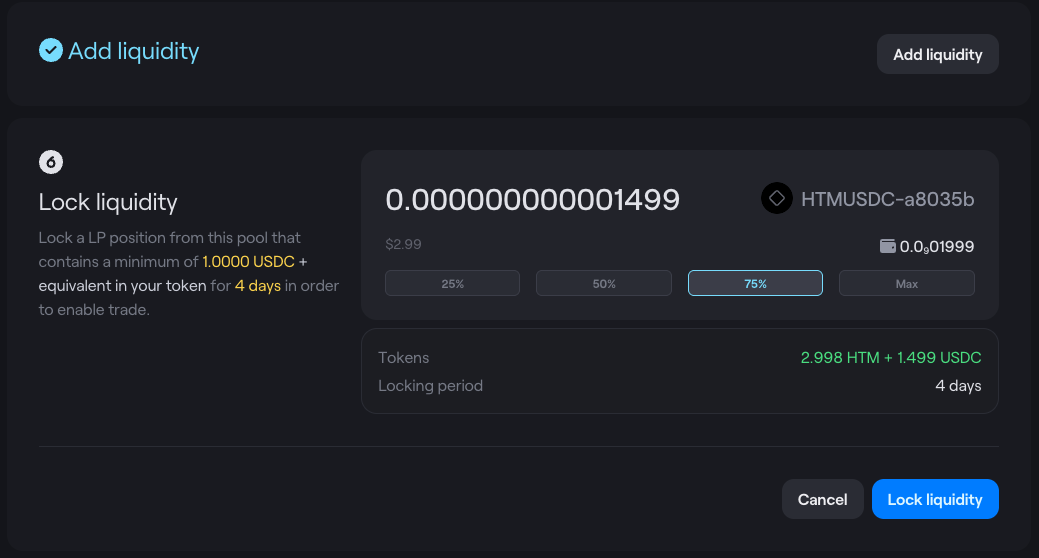 Add liquidity
Add liquidity
6
Lock liquidity
Lock a LP position from this pool that
contains a minimum of 1.0000 USDC +
equivalent in your token for 4 days in order
to enable trade.
0.000000000001499
HTMUSDC-a8035b
$2.99
0.0₉01999
25%
50%
75%
Max
Tokens
2.998 HTM + 1.499 USDC
Locking period
4 days
Cancel
Lock liquidity